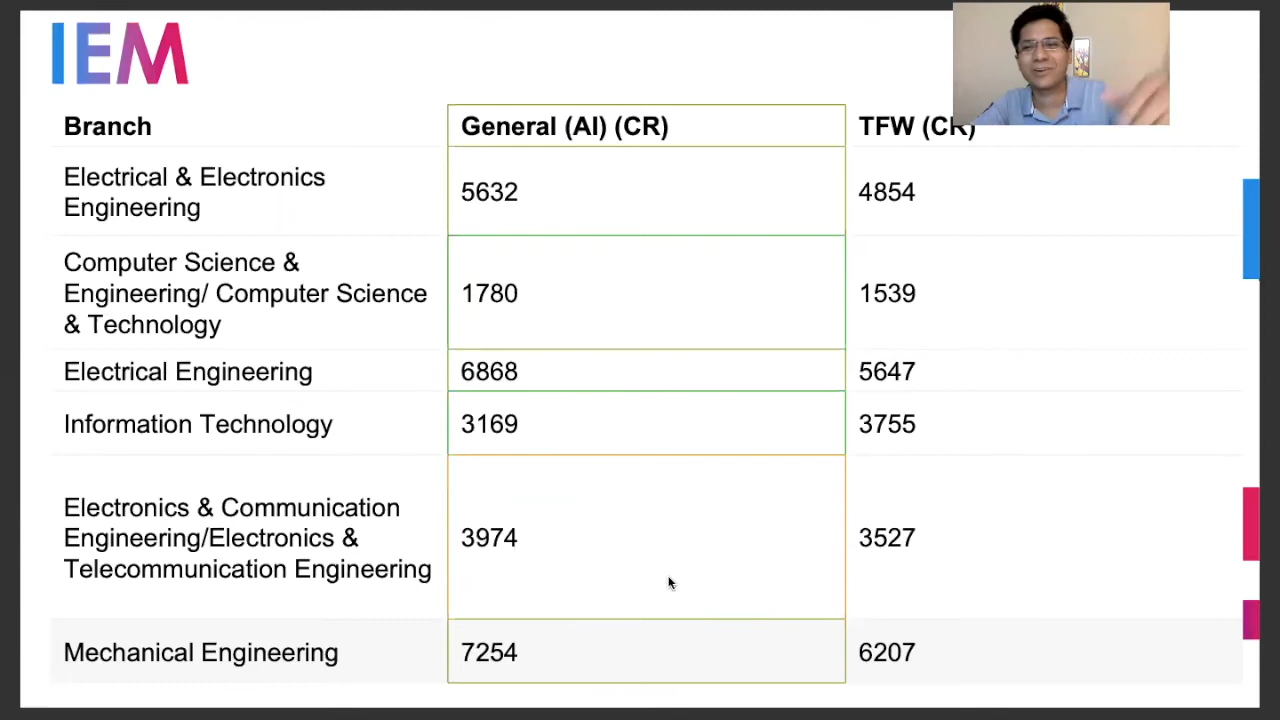 IEM
Branch General (AI) (CR) TFW (CR)
Electrical & Electronics
Engineering 5632 4854
Computer Science &
Engineering/ Computer Science 1780 1539
& Technology
Electrical Engineering 6868 5647
Information Technology 3169 3755
Electronics & Communication
Engineering/Electronics & 3974 3527
Telecommunication Engineering
Mechanical Engineering 7254 6207